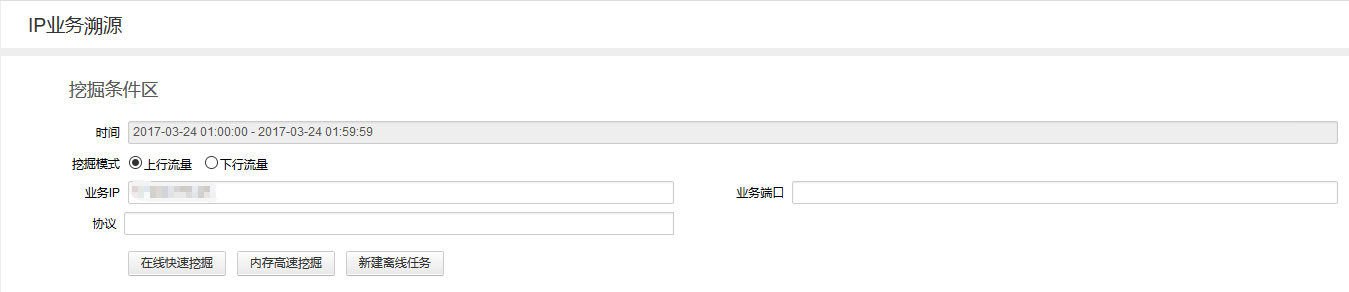 IP业务溯源
挖掘条件区
时间 2017-03-24 01:00:00 - 2017-03-24 01:59:59
挖掘模式 上行流量 下行流量
业务IP 业务端口
协议
在线快速挖掘 内存高速挖掘 新建离线任务